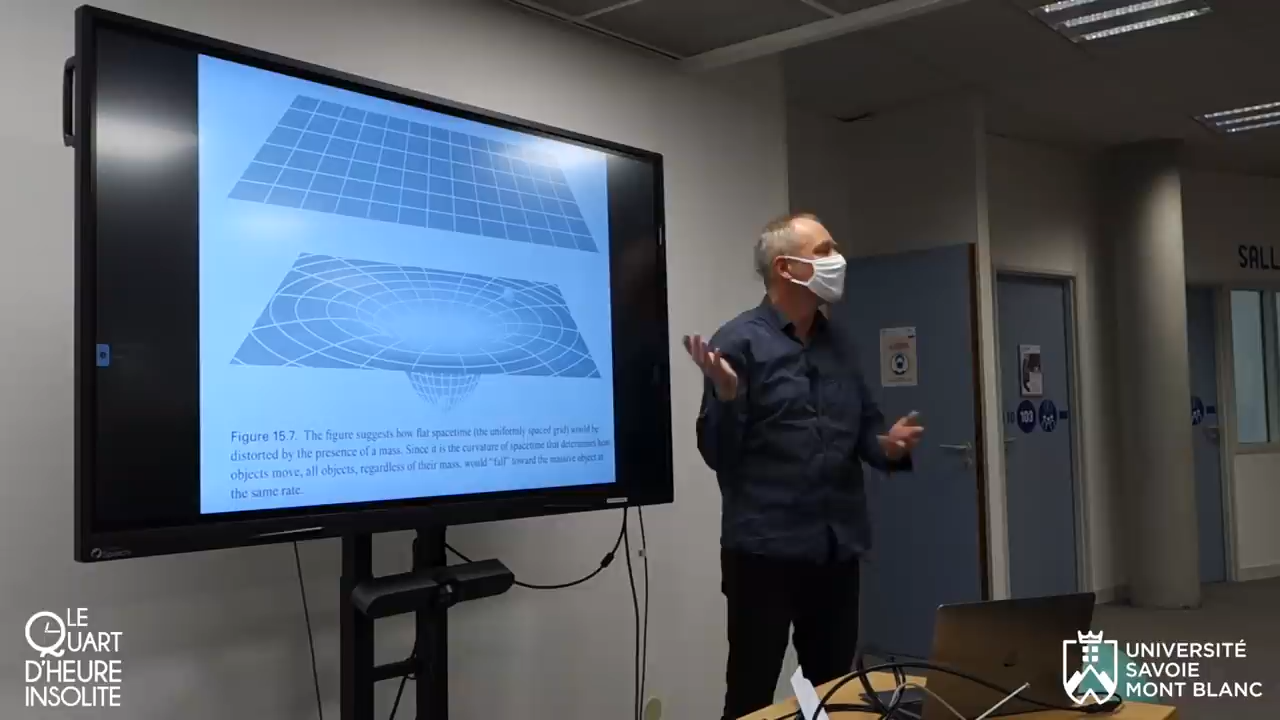 Figure 15.7. The figure suggests how flat spacetime (the uniformly spaced grid) would be
distorted by the presence of a mass. Since it is the curvature of spacetime that determines how
objects move, all objects, regardless of their mass, would "fall" toward the massive object at
the same rate.
SALL
103
LE
QUART
D'HEURE
INSOLITE
UNIVERSITÉ
SAVOIE
MONT BLANC